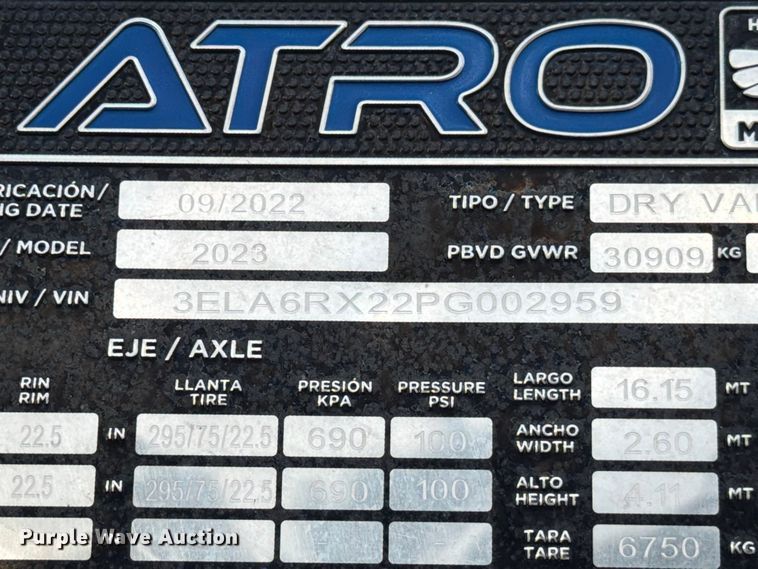 ATRO
RICACIÓN/
NG DATE
09/2022
TIPO / TYPE
DRY VA
/ MODEL
2023
PBVD GVWR
30909 KG
NIV / VIN
3ELA6RX22PG002959
EJE / AXLE
RIN
RIM
LLANTA
TIRE
PRESIÓN
KPA
PRESSURE
PSI
LARGO
LENGTH
16.15 MT
22.5 IN 295/75/22.5 690 100
ANCHO
WIDTH
2.60 MT
22.5 IN 295/75/22.5 690 100
ALTO
HEIGHT
4.11 MT
TARA
TARE
6750 KG
Purple Wave Auction